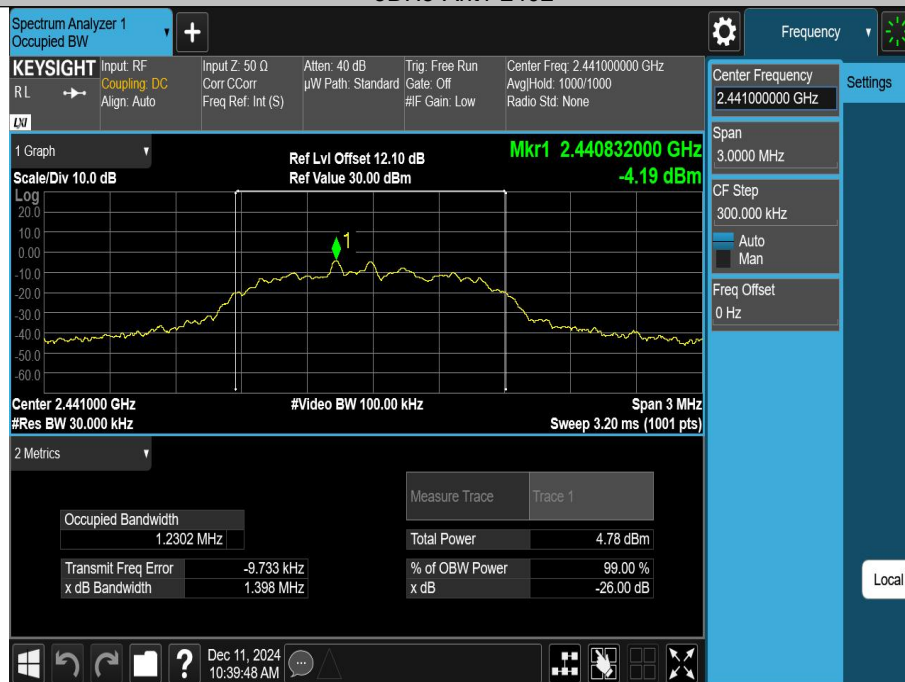 Spectrum Analyzer 1
Occupied BW
Frequency
KEYSIGHT
RL
LXI
Input: RF
Coupling: DC
Align: Auto
Input Z: 50 Ω
Corr CCorr
Freq Ref: Int (S)
Atten: 40 dB
µW Path: Standard
Trig: Free Run
Gate: Off
#IF Gain: Low
Center Freq: 2.441000000 GHz
Avg|Hold: 1000/1000
Radio Std: None
Center Frequency
2.441000000 GHz
Settings
Span
3.0000 MHz
CF Step
300.000 kHz
Auto
Man
Freq Offset
0 Hz
Local
1 Graph
Scale/Div 10.0 dB
Ref Lvl Offset 12.10 dB
Ref Value 30.00 dBm
Mkr1 2.440832000 GHz
-4.19 dBm
Log
20.0
10.0
0.00
-10.0
-20.0
-30.0
-40.0
-50.0
-60.0
1
Center 2.441000 GHz
#Res BW 30.000 kHz
#Video BW 100.00 kHz
Span 3 MHz
Sweep 3.20 ms (1001 pts)
2 Metrics
Measure Trace
Trace 1
Occupied Bandwidth
1.2302 MHz
Total Power
4.78 dBm
Transmit Freq Error
-9.733 kHz
% of OBW Power
99.00 %
x dB Bandwidth
1.398 MHz
x dB
-26.00 dB
?
Dec 11, 2024
10:39:48 AM